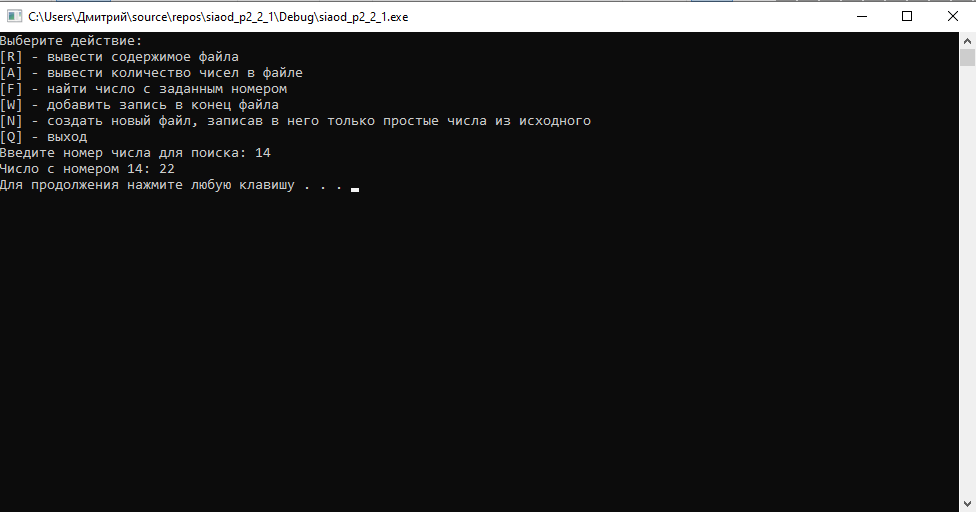 C:\Users\Дмитрий\source\repos\siaod_p2_2_1\Debug\siaod_p2_2_1.exe
Выберите действие:
[R] - вывести содержимое файла
[A] - вывести количество чисел в файле
[F] - найти число с заданным номером
[W] - добавить запись в конец файла
[N] - создать новый файл, записав в него только простые числа из исходного
[Q] - выход
Введите номер числа для поиска: 14
Число с номером 14: 22
Для продолжения нажмите любую клавишу . . .